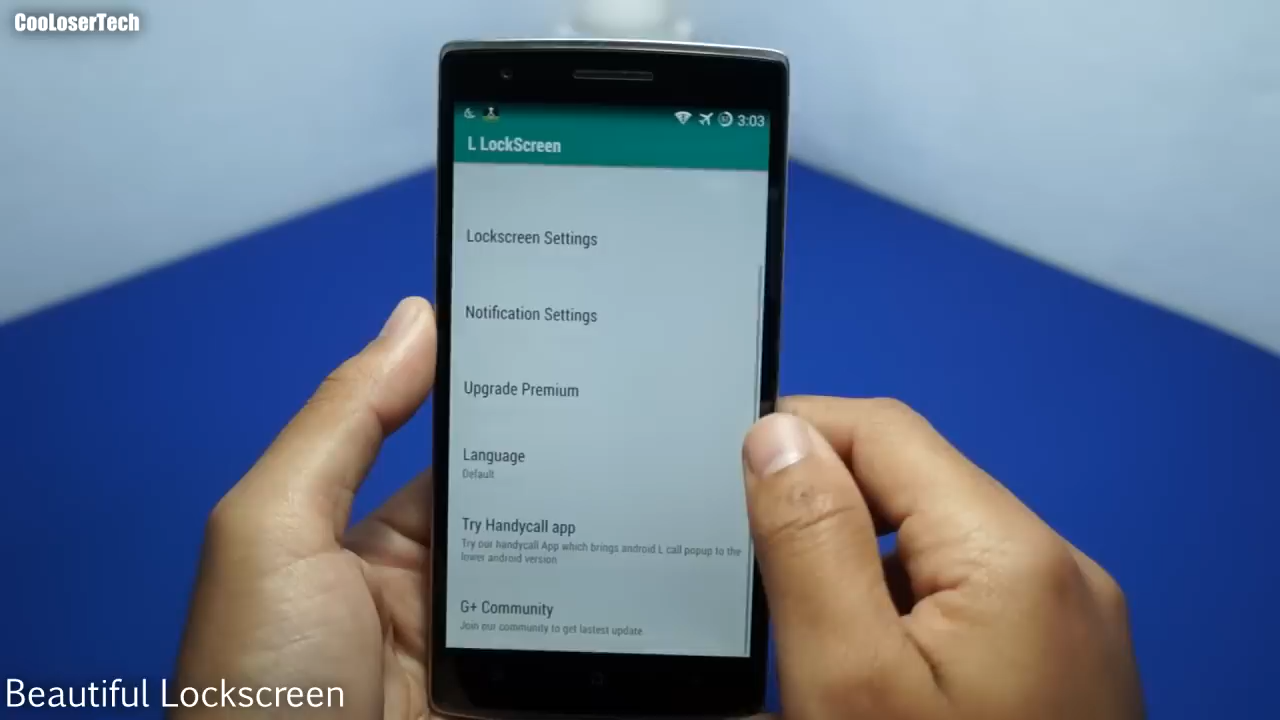 CooLoserTech
3:03
L LockScreen
Lockscreen Settings
Notification Settings
Upgrade Premium
Language
Default
Try Handycall app
Try our handycall App which brings android L call popup to the
lower android version
G+ Community
Join our community to get lastest update
Beautiful Lockscreen